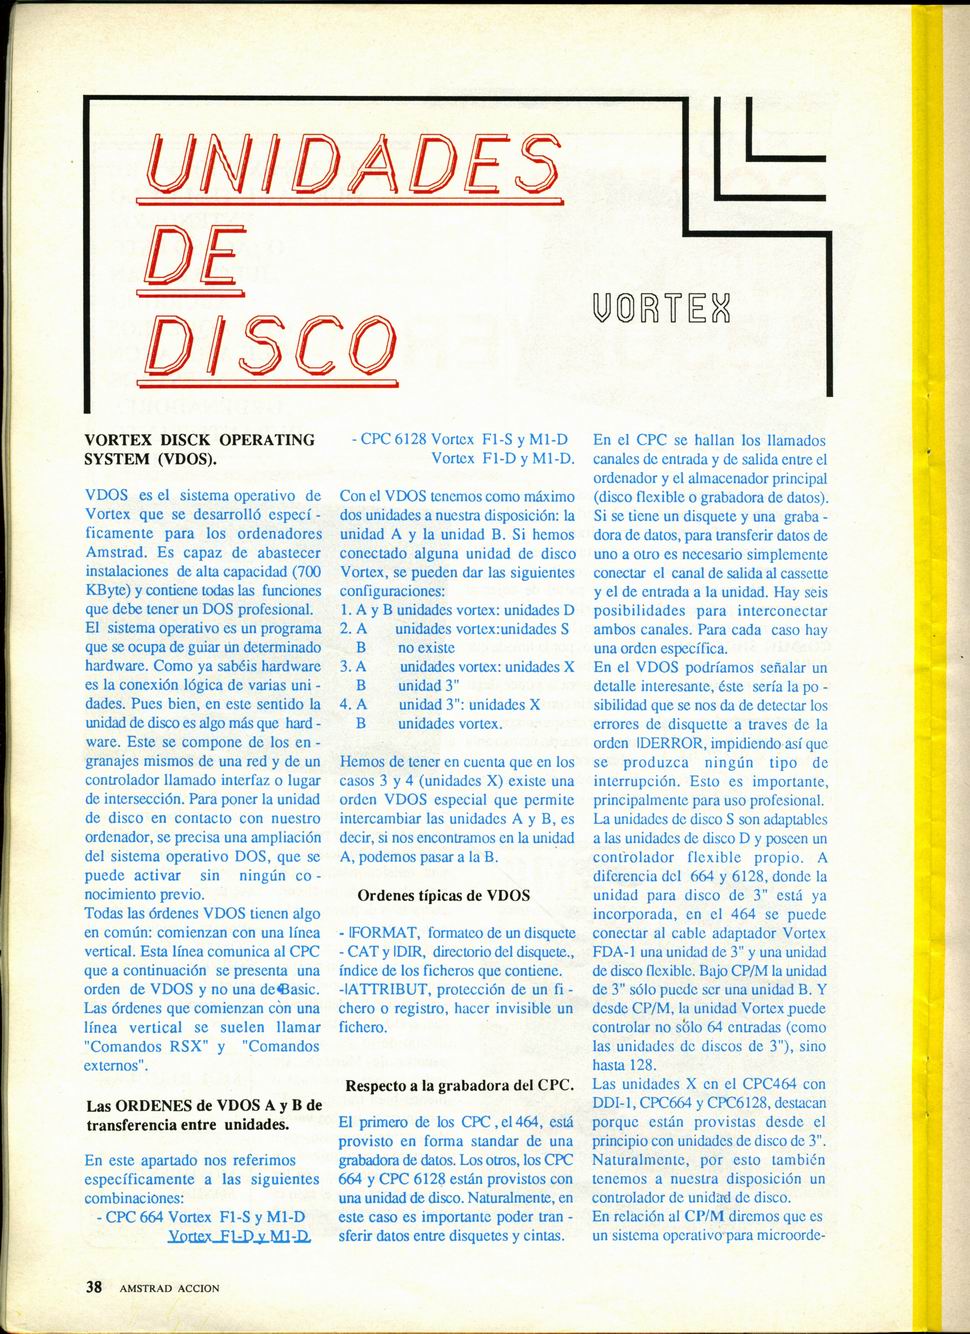 UNIDADES
DE
DISCO
VORTEX
VORTEX DISCK OPERATING
SYSTEM (VDOS).
VDOS es el sistema operativo de
Vortex que se desarrolló especí -
ficamente para los ordenadores
Amstrad. Es capaz de abastecer
instalaciones de alta capacidad (700
KByte) y contiene todas las funciones
que debe tener un DOS profesional.
El sistema operativo es un programa
que se ocupa de guiar un determinado
hardware. Como ya sabéis hardware
es la conexión lógica de varias uni -
dades. Pues bien, en este sentido la
unidad de disco es algo más que hard -
ware. Este se compone de los en -
granajes mismos de una red y de un
controlador llamado interfaz o lugar
de intersección. Para poner la unidad
de disco en contacto con nuestro
ordenador, se precisa una ampliación
del sistema operativo DOS, que se
puede activar sin ningún co -
nocimiento previo.
Todas las órdenes VDOS tienen algo
en común: comienzan con una línea
vertical. Esta línea comunica al CPC
que a continuación se presenta una
orden de VDOS y no una de Basic.
Las órdenes que comienzan còn una
línea vertical se suelen llamar
"Comandos RSX" y "Comandos
externos".
Las ORDENES de VDOS A y B de
transferencia entre unidades.
En este apartado nos referimos
específicamente a las siguientes
combinaciones:
- CPC 664 Vortex F1-S y M1-D
Vortex F1-D y M1-D.
- CPC 6128 Vortex F1-S y M1-D
Vortex F1-D y M1-D.
Con el VDOS tenemos como máximo
dos unidades a nuestra disposición: la
unidad A y la unidad B. Si hemos
conectado alguna unidad de disco
Vortex, se pueden dar las siguientes
configuraciones:
1. A y B unidades vortex: unidades D
2. A unidades vortex:unidades S
B no existe
3. A unidades vortex: unidades X
B unidad 3"
4. A unidad 3": unidades X
B unidades vortex.
Hemos de tener en cuenta que en los
casos 3 y 4 (unidades X) existe una
orden VDOS especial que permite
intercambiar las unidades A y B, es
decir, si nos encontramos en la unidad
A, podemos pasar a la B.
Ordenes típicas de VDOS
- |FORMAT, formateo de un disquete
- CAT y |DIR, directorio del disquete.,
índice de los ficheros que contiene.
-|ATTRIBUT, protección de un fi -
chero o registro, hacer invisible un
fichero.
Respecto a la grabadora del CPC.
El primero de los CPC , el 464, está
provisto en forma standar de una
grabadora de datos. Los otros, los CPC
664 y CPC 6128 están provistos con
una unidad de disco. Naturalmente, en
este caso es importante poder tran -
sferir datos entre disquetes y cintas.
En el CPC se hallan los llamados
canales de entrada y de salida entre el
ordenador y el almacenador principal
(disco flexible o grabadora de datos).
Si se tiene un disquete y una graba -
dora de datos, para transferir datos de
uno a otro es necesario simplemente
conectar el canal de salida al cassette
y el de entrada a la unidad. Hay seis
posibilidades para interconectar
ambos canales. Para cada caso hay
una orden específica.
En el VDOS podríamos señalar un
detalle interesante, éste sería la po -
sibilidad que se nos da de detectar los
errores de disquette a traves de la
orden |DERROR, impidiendo así que
se produzca ningún tipo de
interrupción. Esto es importante,
principalmente para uso profesional.
La unidades de disco S son adaptables
a las unidades de disco D y poseen un
controlador flexible propio. A
diferencia del 664 y 6128, donde la
unidad para disco de 3" está ya
incorporada, en el 464 se puede
conectar al cable adaptador Vortex
FDA-1 una unidad de 3" y una unidad
de disco flexible. Bajo CP/M la unidad
de 3" sólo puede ser una unidad B. Y
desde CP/M, la unidad Vortex puede
controlar no sólo 64 entradas (como
las unidades de discos de 3"), sino
hasta 128.
Las unidades X en el CPC464 con
DDI-1, CPC664 y CPC6128, destacan
porque están provistas desde el
principio con unidades de disco de 3".
Naturalmente, por esto también
tenemos a nuestra disposición un
controlador de unidad de disco.
En relación al CP/M diremos que es
un sistema operativo para microorde-
38 AMSTRAD ACCION